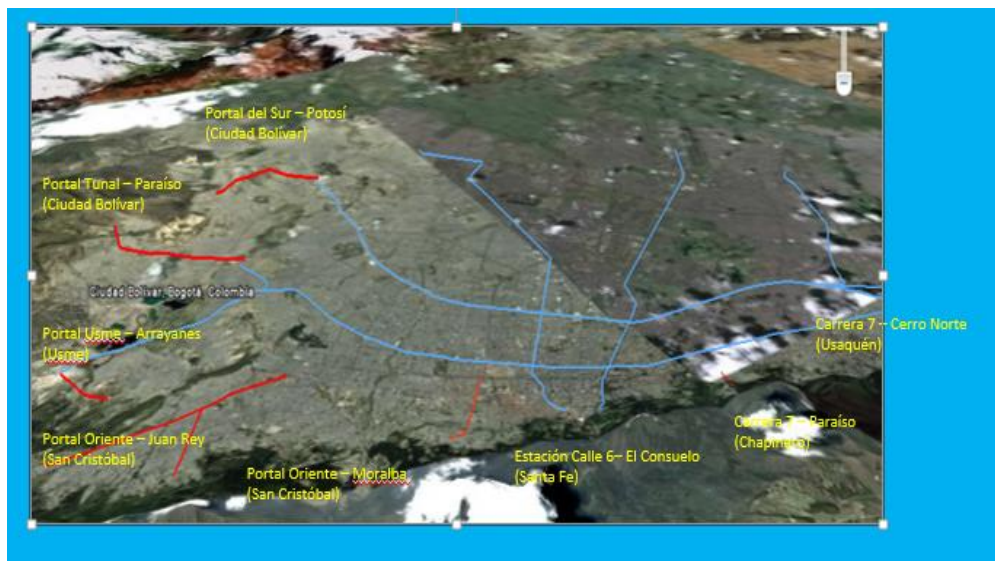 Portal del Sur – Potosí
(Ciudad Bolívar)
Portal Tunal – Paraíso
(Ciudad Bolívar)
Ciudad Bolívar, Bogotá, Colombia
Portal Usme – Arrayanes
(Usme)
Carrera 7 – Cerro Norte
(Usaquén)
Portal Oriente – Juan Rey
(San Cristóbal)
Carrera 7 – Paraíso
(Chapinero)
Portal Oriente – Moralba
(San Cristóbal)
Estación Calle 6– El Consuelo
(Santa Fe)